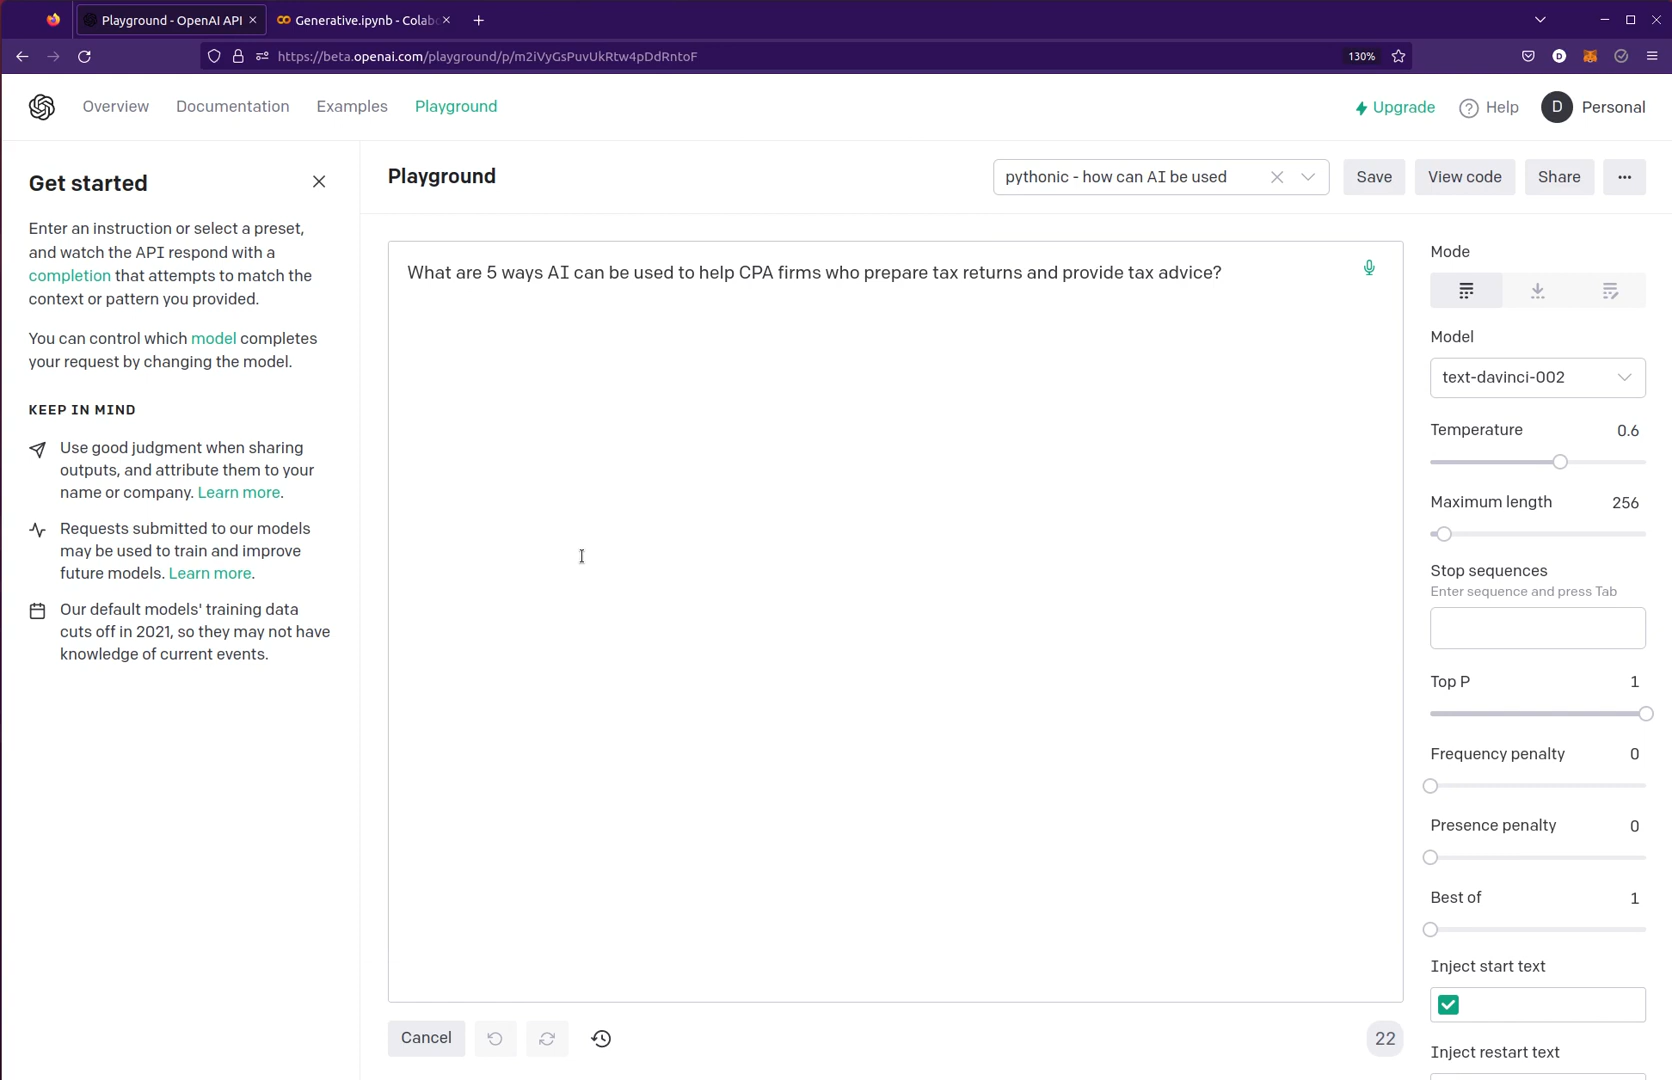 Playground - OpenAI API
Generative.ipynb - Colab
https://beta.openai.com/playground/p/m2iVyGsPuvUkRtw4pDdRntoF
130%
D
Overview
Documentation
Examples
Playground
Upgrade
Help
D
Personal
Get started
Enter an instruction or select a preset,
and watch the API respond with a
completion that attempts to match the
context or pattern you provided.
You can control which model completes
your request by changing the model.
KEEP IN MIND
Use good judgment when sharing
outputs, and attribute them to your
name or company. Learn more.
Requests submitted to our models
may be used to train and improve
future models. Learn more.
Our default models' training data
cuts off in 2021, so they may not have
knowledge of current events.
Playground
pythonic - how can AI be used
Save
View code
Share
...
What are 5 ways AI can be used to help CPA firms who prepare tax returns and provide tax advice?
Cancel
22
Mode
Model
text-davinci-002
Temperature 0.6
Maximum length 256
Stop sequences
Enter sequence and press Tab
Top P 1
Frequency penalty 0
Presence penalty 0
Best of 1
Inject start text
Inject restart text